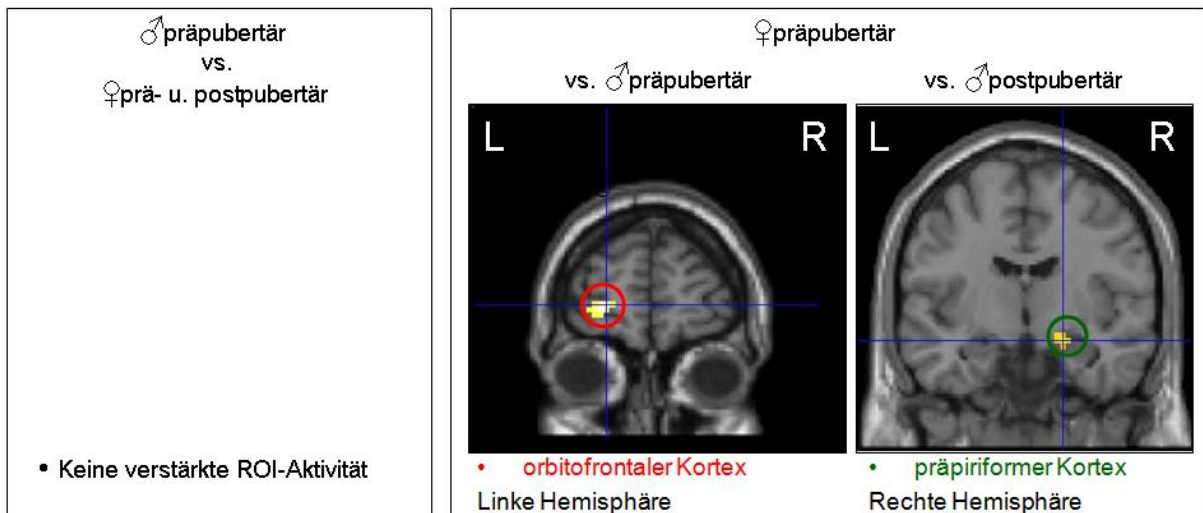 ♂präpubertär
vs.
♀prä- u. postpubertär
• Keine verstärkte ROI-Aktivität
♀präpubertär
vs. ♂präpubertär
L R
• orbitofrontaler Kortex
Linke Hemisphäre
vs. ♂postpubertär
L R
• präpiriformer Kortex
Rechte Hemisphäre